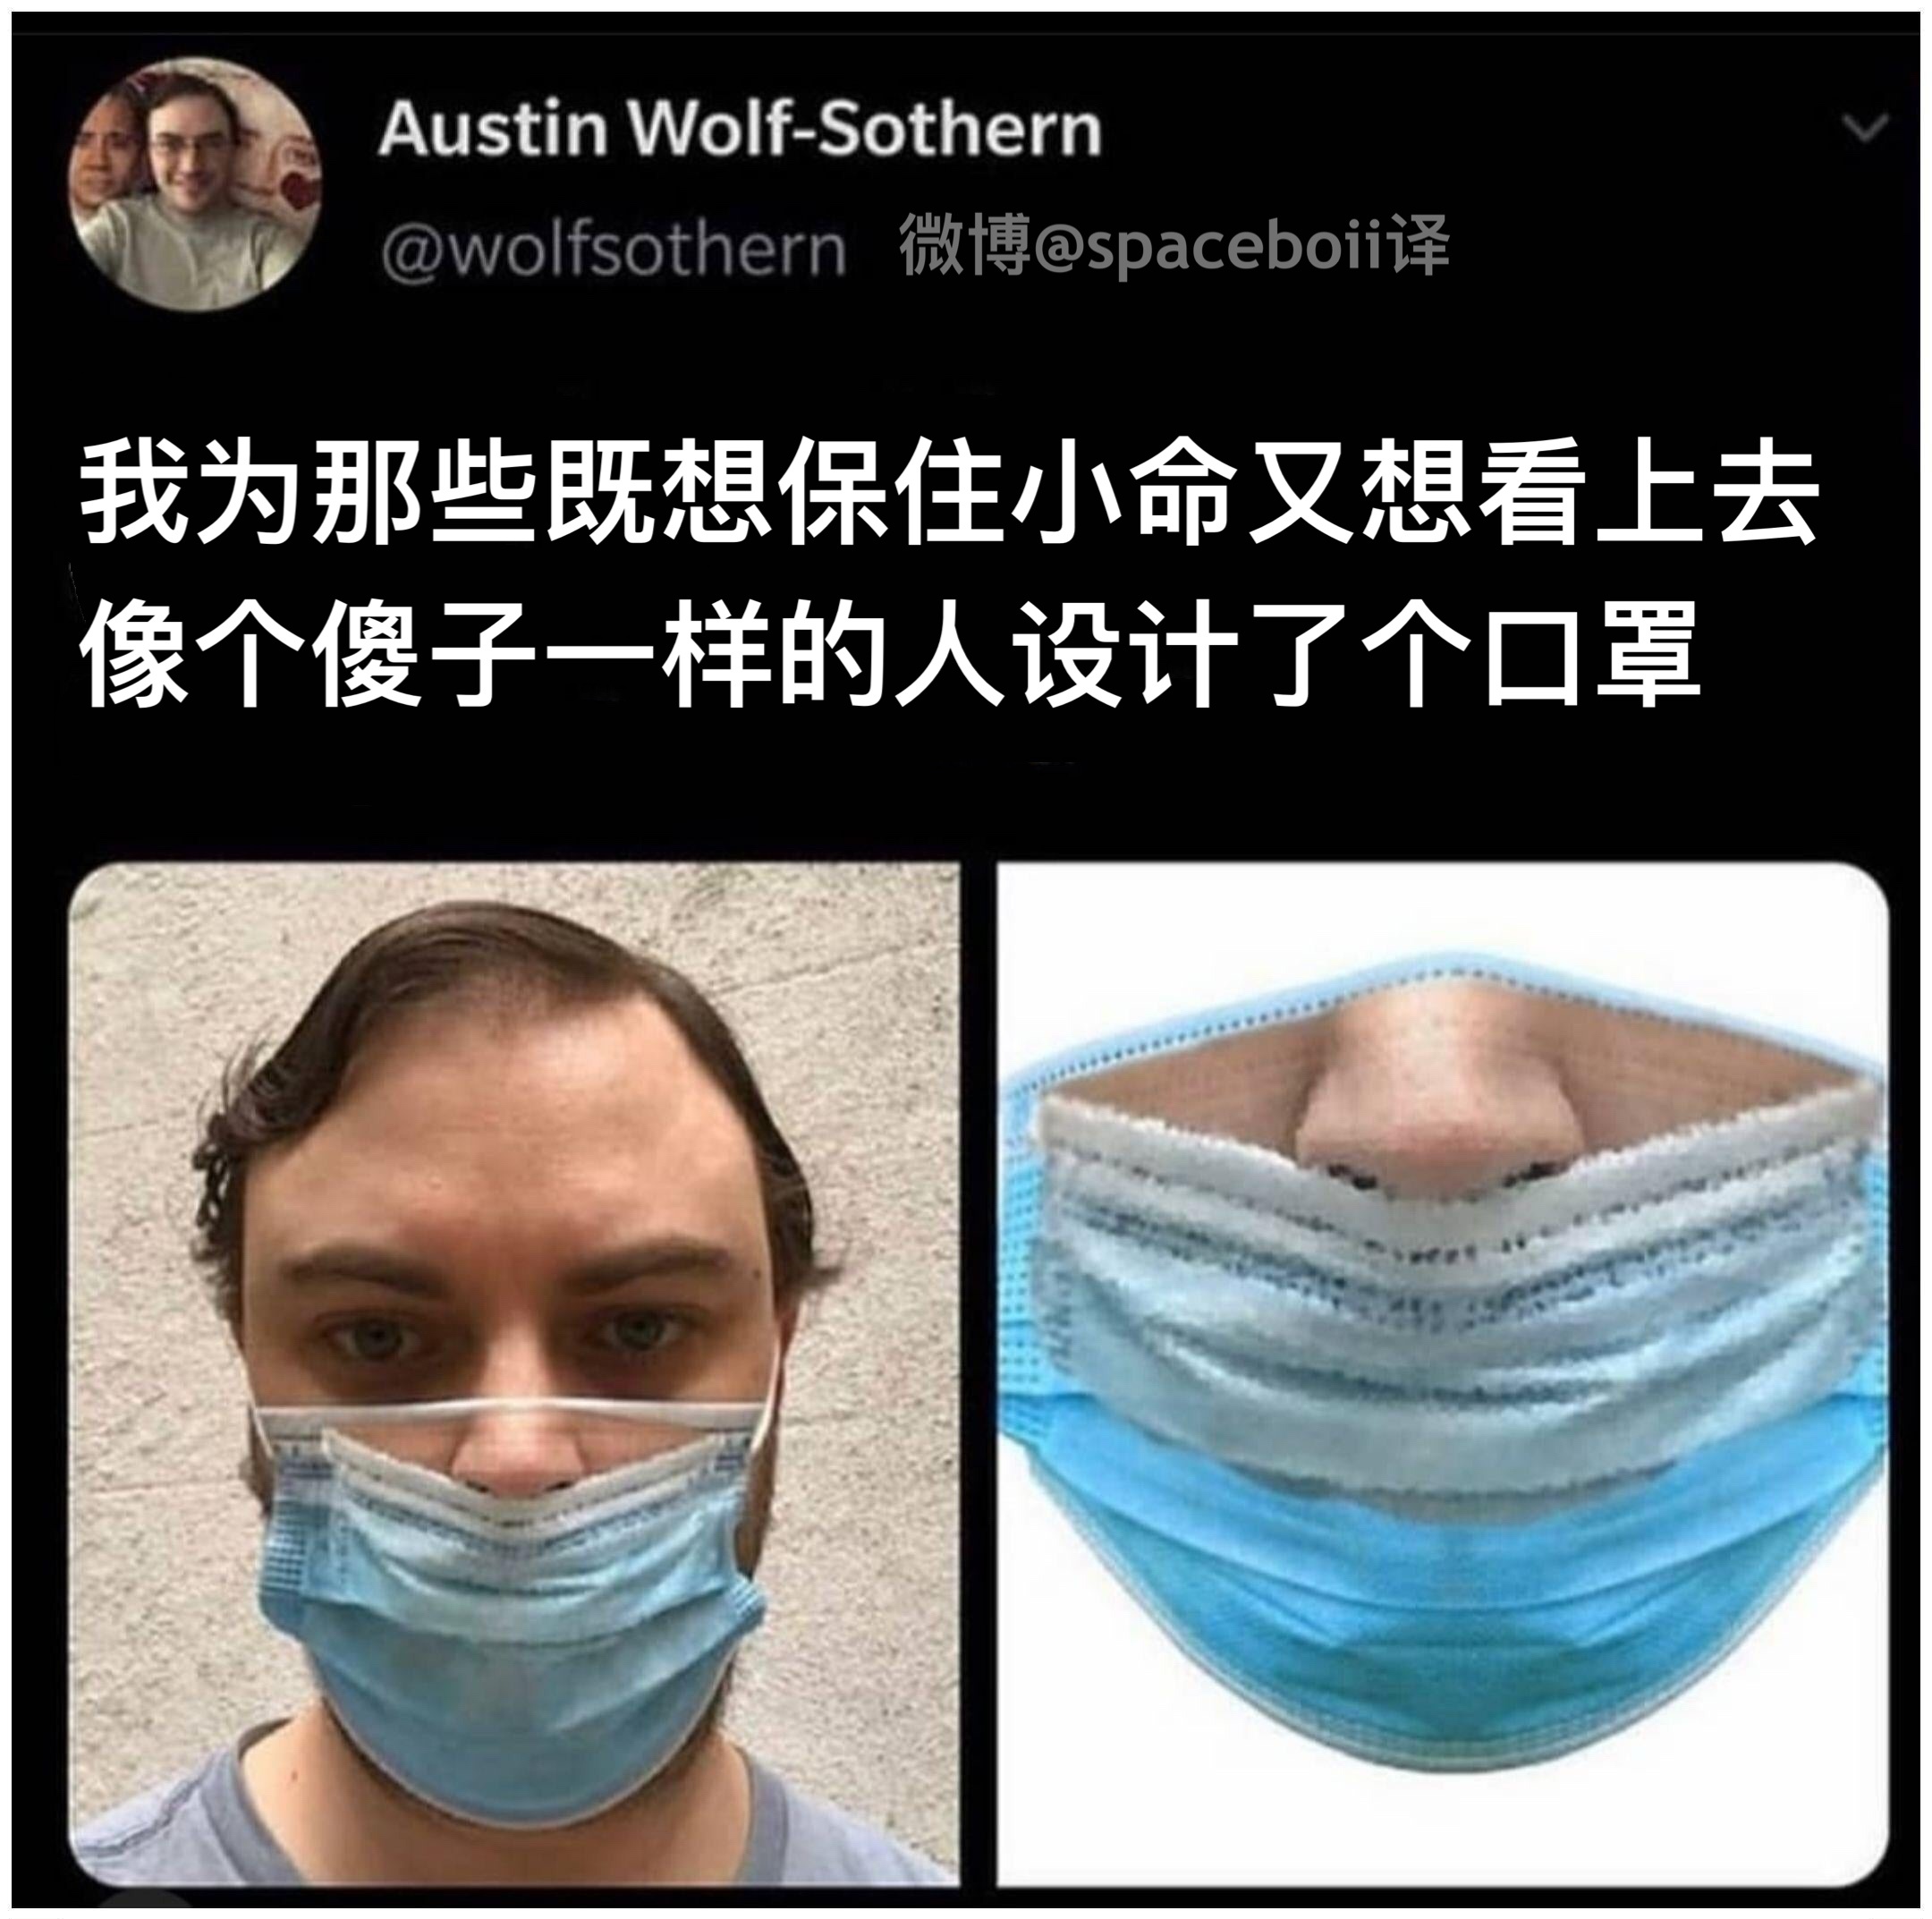 Austin Wolf-Sothern
@wolfsothern 微博@spaceboii译
我为那些既想保住小命又想看上去
像个傻子一样的人设计了个口罩